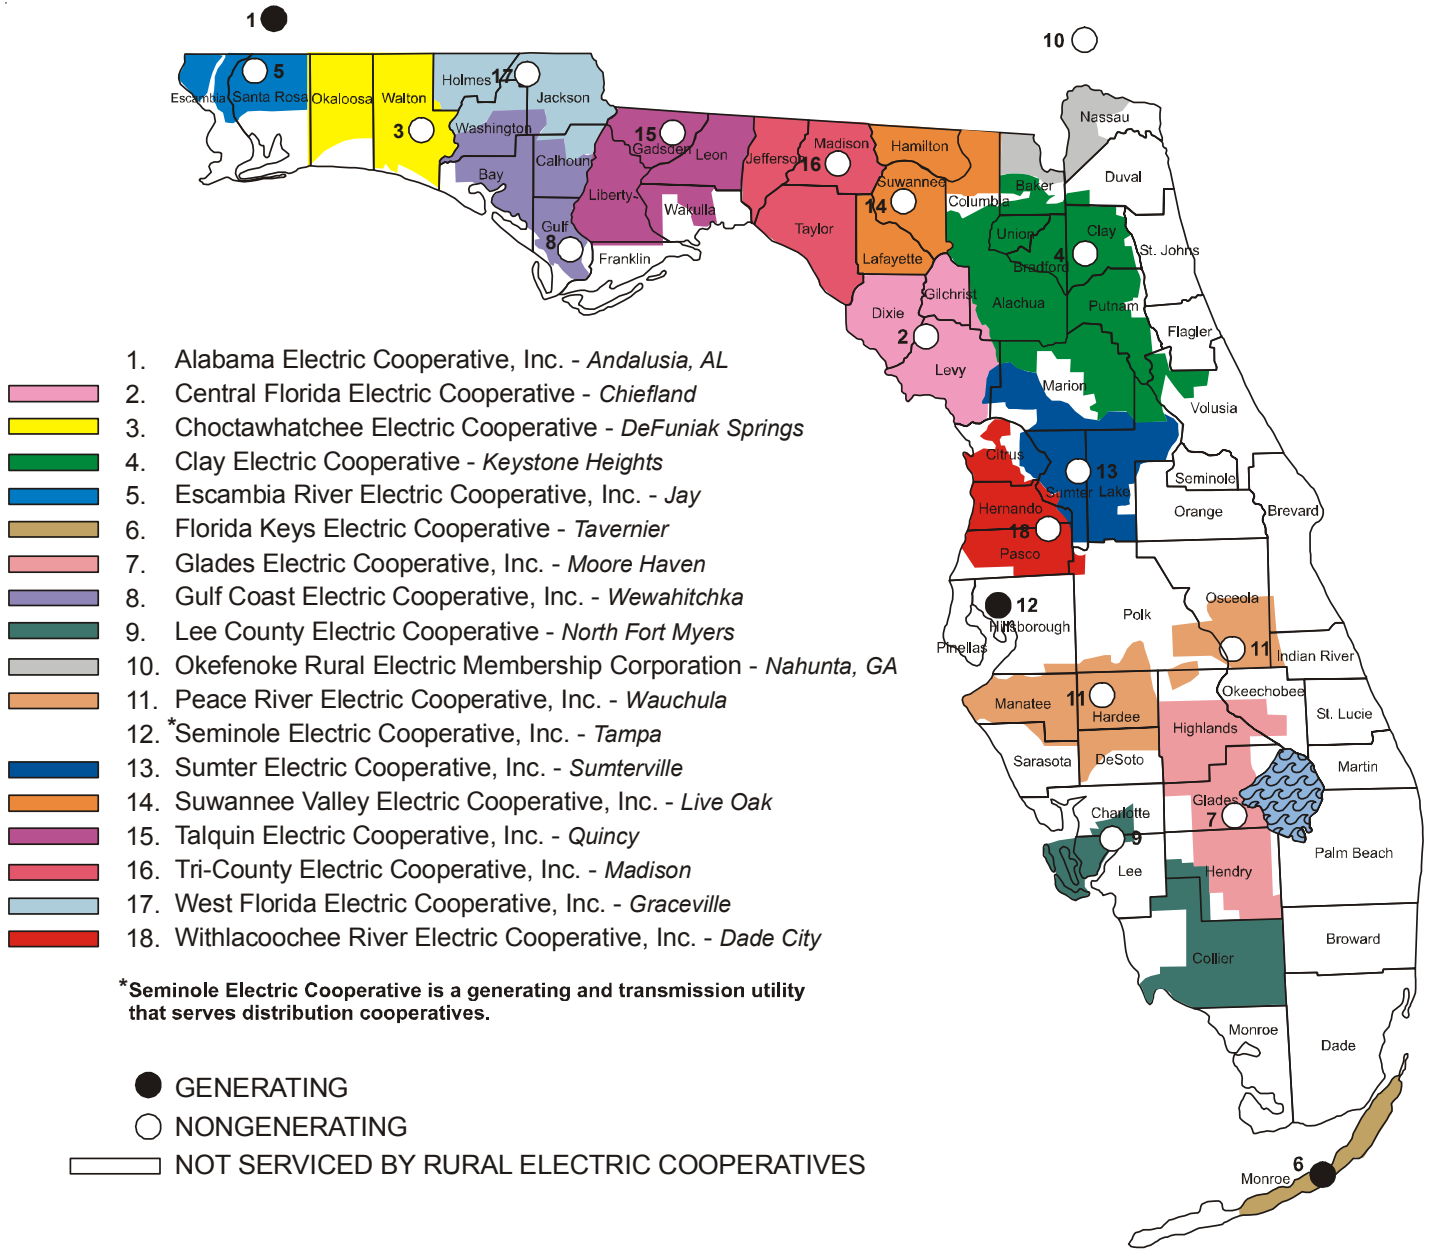 1
10
5
17
Holmes
Escambia
Santa Rosa
Okaloosa
Walton
Jackson
Nassau
3
Washington
15
Gadsden
Leon
Jefferson
Madison
16
Hamilton
Calhoun
Bay
Liberty
Wakulla
Suwannee
14
Columbia
Baker
Duval
Gulf
8
Franklin
Taylor
Lafayette
Union
Bradford
Clay
4
St. Johns
Dixie
Gilchrist
Alachua
Putnam
Flagler
2
Levy
Marion
Volusia
Citrus
13
Sumter
Lake
Seminole
Hernando
18
Orange
Brevard
Pasco
12
Hillsborough
Pinellas
Polk
Osceola
11
Indian River
Manatee
11
Hardee
Okeechobee
Highlands
St. Lucie
Sarasota
DeSoto
Martin
Charlotte
Glades
7
9
Lee
Hendry
Palm Beach
Collier
Broward
Monroe
Dade
Monroe
6
1. Alabama Electric Cooperative, Inc. - Andalusia, AL
2. Central Florida Electric Cooperative - Chiefland
3. Choctawhatchee Electric Cooperative - DeFuniak Springs
4. Clay Electric Cooperative - Keystone Heights
5. Escambia River Electric Cooperative, Inc. - Jay
6. Florida Keys Electric Cooperative - Tavernier
7. Glades Electric Cooperative, Inc. - Moore Haven
8. Gulf Coast Electric Cooperative, Inc. - Wewahitchka
9. Lee County Electric Cooperative - North Fort Myers
10. Okefenoke Rural Electric Membership Corporation - Nahunta, GA
11. Peace River Electric Cooperative, Inc. - Wauchula
12. *Seminole Electric Cooperative, Inc. - Tampa
13. Sumter Electric Cooperative, Inc. - Sumterville
14. Suwannee Valley Electric Cooperative, Inc. - Live Oak
15. Talquin Electric Cooperative, Inc. - Quincy
16. Tri-County Electric Cooperative, Inc. - Madison
17. West Florida Electric Cooperative, Inc. - Graceville
18. Withlacoochee River Electric Cooperative, Inc. - Dade City
*Seminole Electric Cooperative is a generating and transmission utility
that serves distribution cooperatives.
GENERATING
NONGENERATING
NOT SERVICED BY RURAL ELECTRIC COOPERATIVES